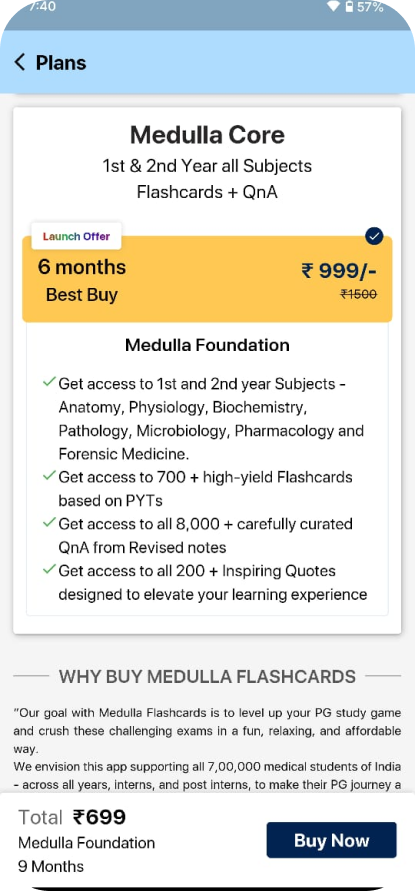 7:40
57%
Plans
Medulla Core
1st & 2nd Year all Subjects
Flashcards + QnA
Launch Offer
6 months
₹ 999/-
Best Buy
₹1500
Medulla Foundation
Get access to 1st and 2nd year Subjects -
Anatomy, Physiology, Biochemistry,
Pathology, Microbiology, Pharmacology and
Forensic Medicine.
Get access to 700 + high-yield Flashcards
based on PYTs
Get access to all 8,000 + carefully curated
QnA from Revised notes
Get access to all 200 + Inspiring Quotes
designed to elevate your learning experience
WHY BUY MEDULLA FLASHCARDS
"Our goal with Medulla Flashcards is to level up your PG study game
and crush these challenging exams in a fun, relaxing, and affordable
way.
We envision this app supporting all 7,00,000 medical students of India
- across all years, interns, and post interns, to make their PG journey a
Total ₹699
Medulla Foundation
9 Months
Buy Now